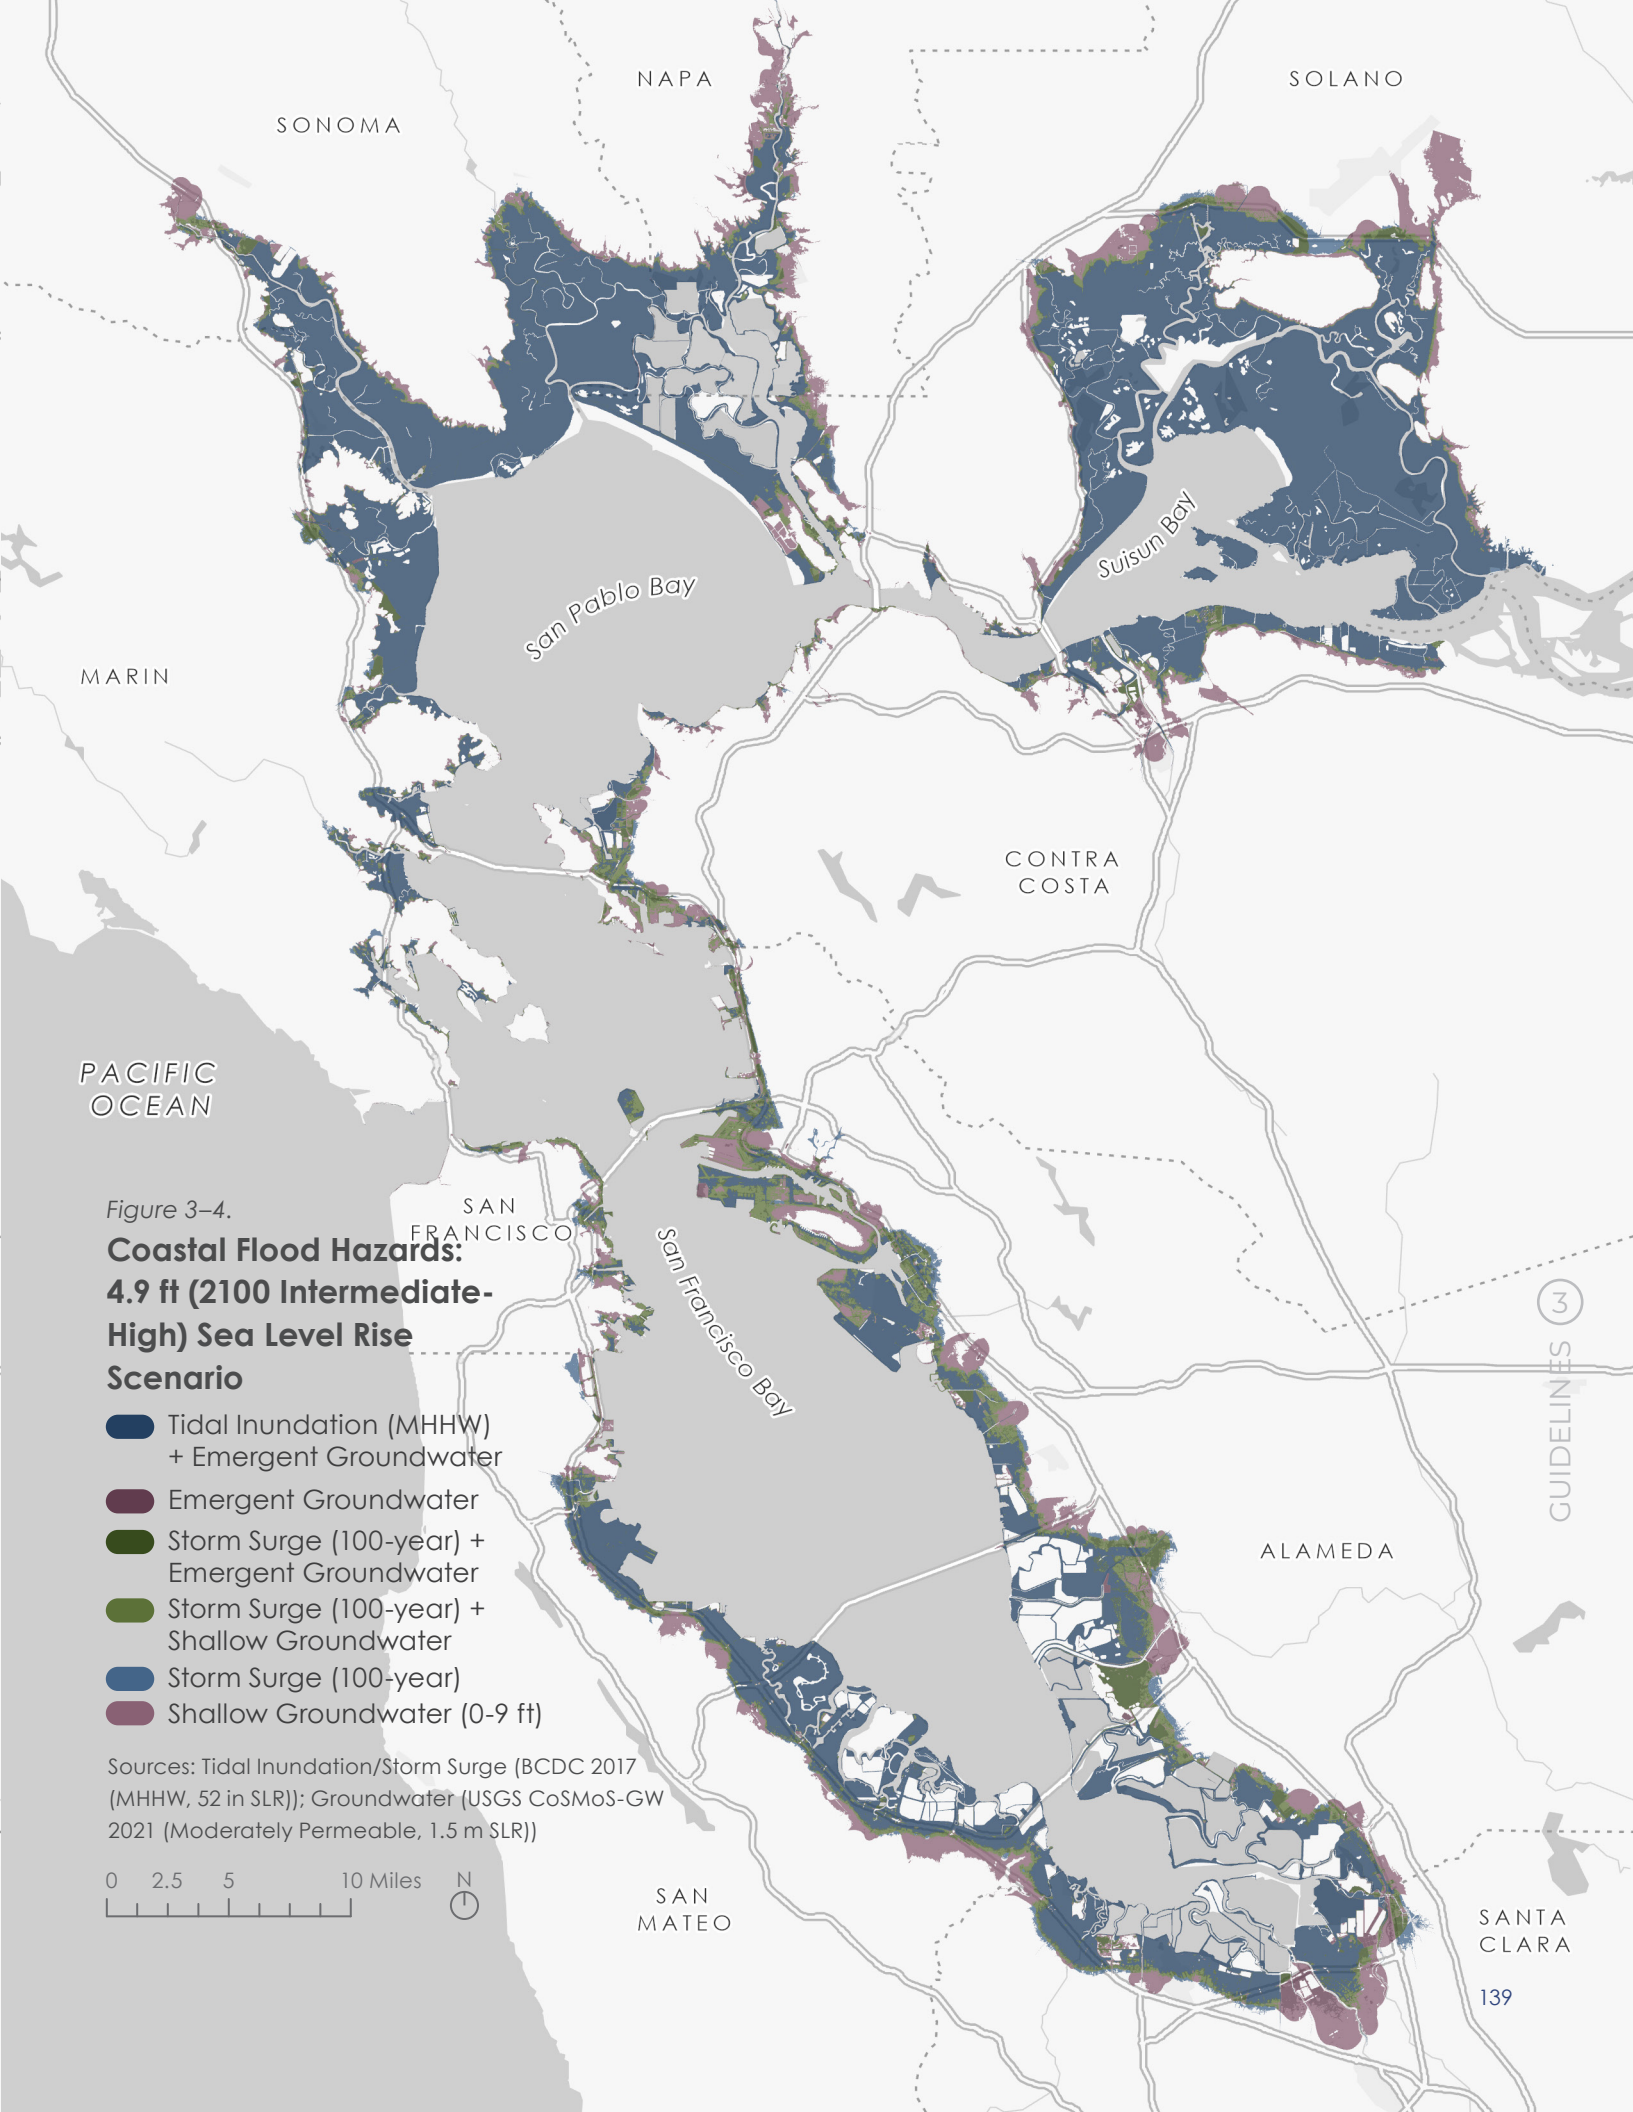 NAPA
SOLANO
SONOMA
Suisun Bay
San Pablo Bay
MARIN
CONTRA
COSTA
PACIFIC
OCEAN
SAN
FRANCISCO
San Francisco Bay
Figure 3–4.
Coastal Flood Hazards:
4.9 ft (2100 Intermediate-
High) Sea Level Rise
Scenario
Tidal Inundation (MHHW)
+ Emergent Groundwater
Emergent Groundwater
Storm Surge (100-year) +
Emergent Groundwater
Storm Surge (100-year) +
Shallow Groundwater
Storm Surge (100-year)
Shallow Groundwater (0-9 ft)
Sources: Tidal Inundation/Storm Surge (BCDC 2017
(MHHW, 52 in SLR)); Groundwater (USGS CoSMoS-GW
2021 (Moderately Permeable, 1.5 m SLR))
0 2.5 5 10 Miles N
ALAMEDA
SAN
MATEO
SANTA
CLARA
GUIDELINES 3
139